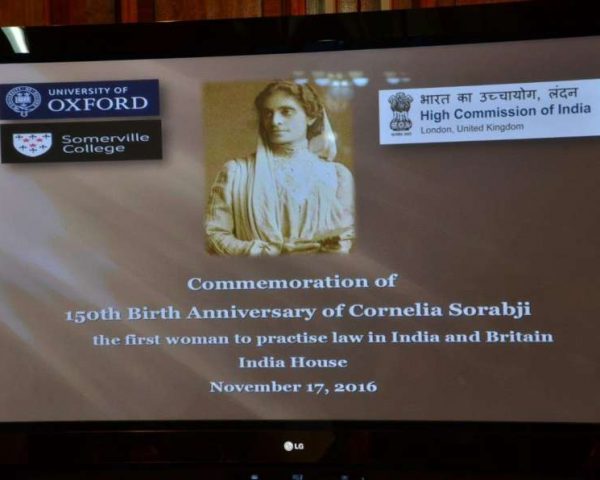 UNIVERSITY OF
OXFORD
Somerville
College
भारत का उच्चायोग, लंदन
High Commission of India
London, United Kingdom
Commemoration of
150th Birth Anniversary of Cornelia Sorabji
the first woman to practise law in India and Britain
India House
November 17, 2016
LG